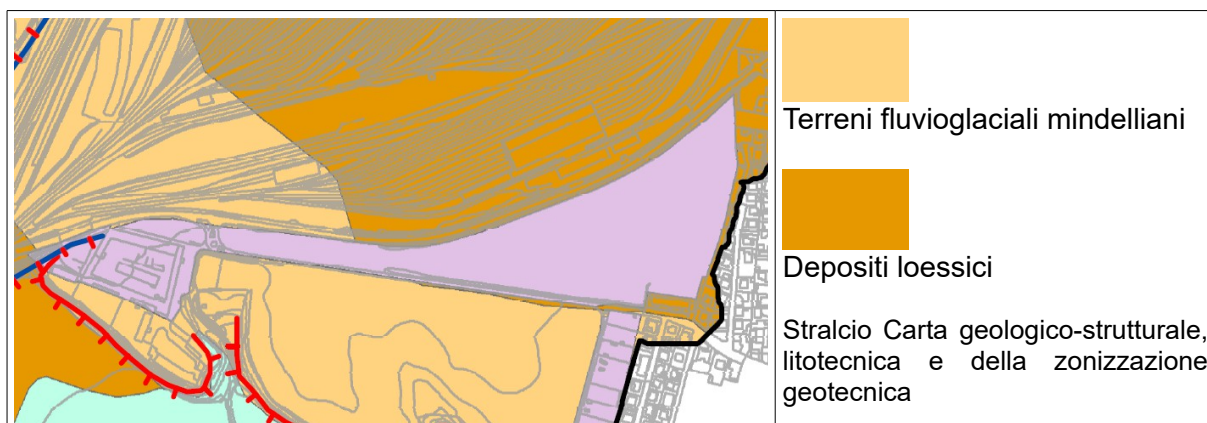 Terreni fluvioglaciali mindelliani
Depositi loessici
Stralcio Carta geologico-strutturale,
litotecnica e della zonizzazione
geotecnica